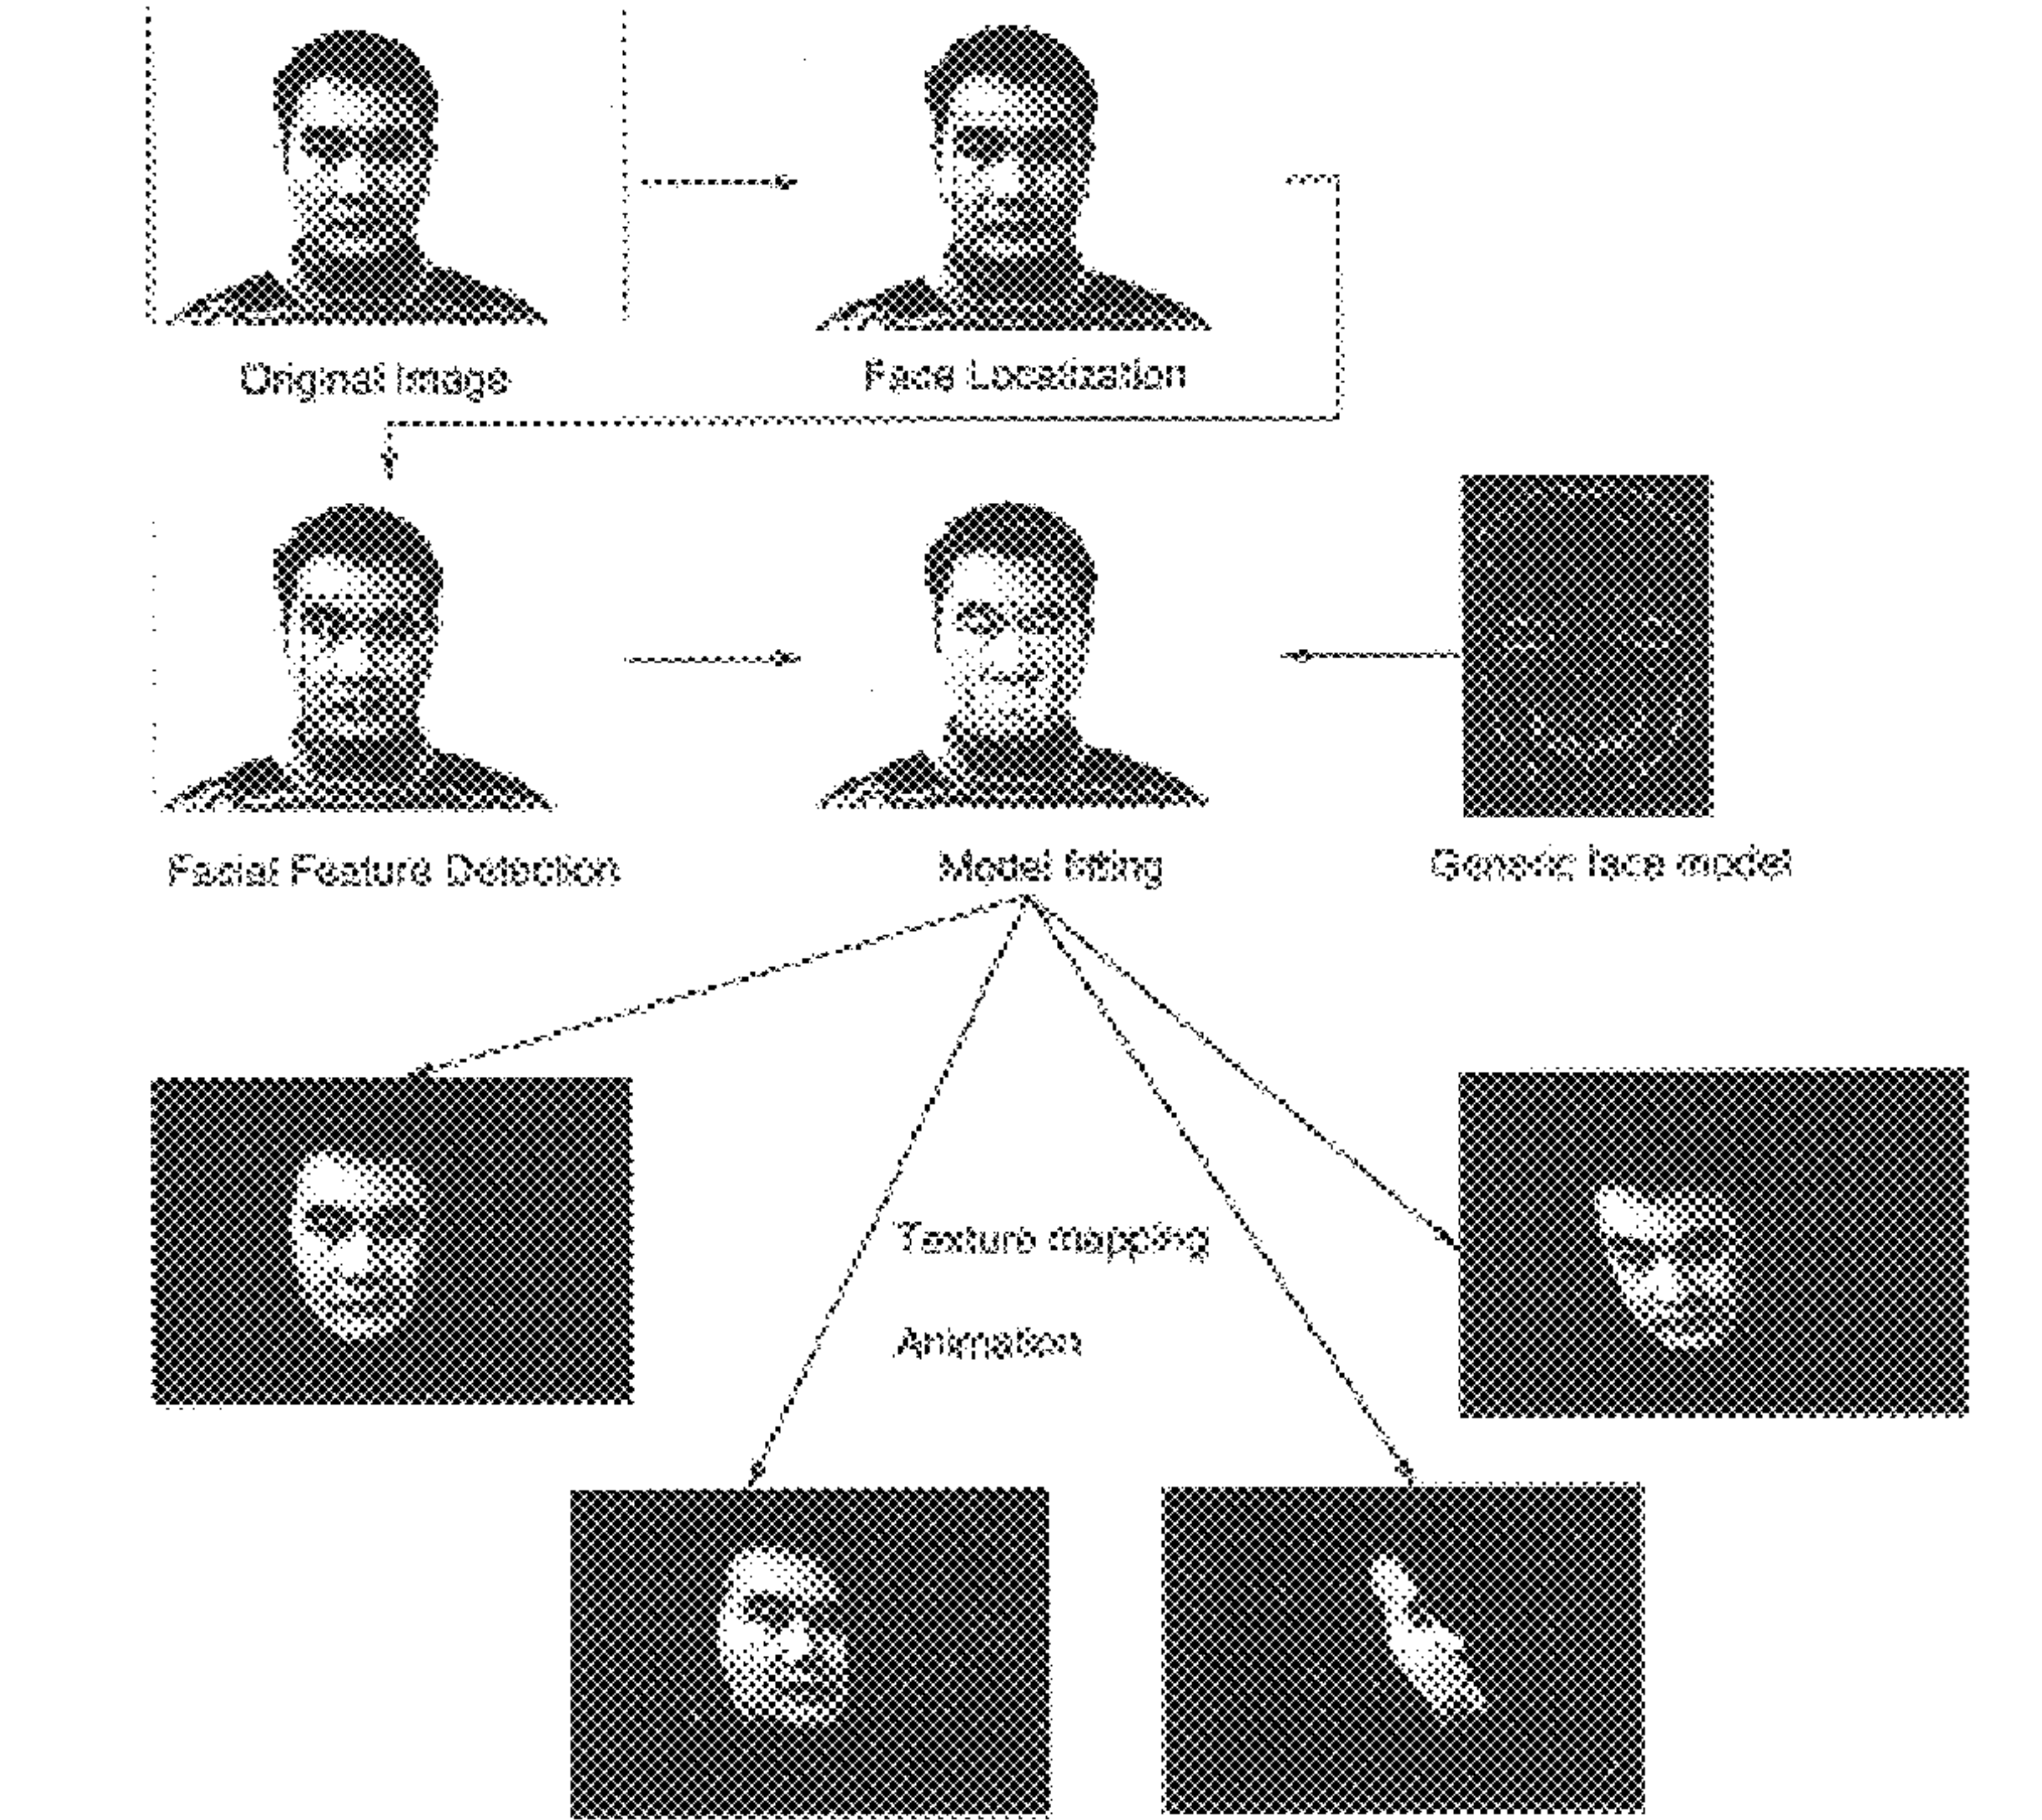 Original Image
Face Localization
Facial Feature Detection
Model fitting
Generic face model
Texture mapping
Animation